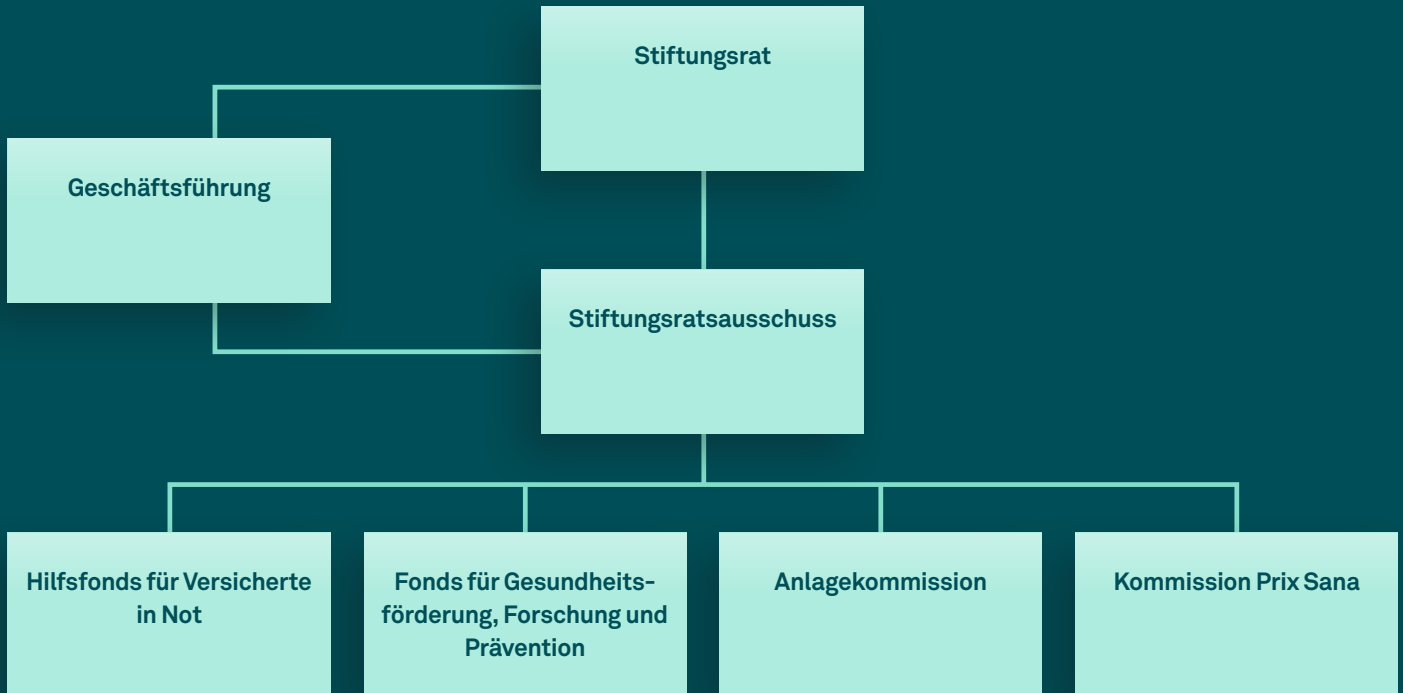 Stiftungsrat
Geschäftsführung
Stiftungsratsausschuss
Hilfsfonds für Versicherte
in Not
Fonds für Gesundheits-
förderung, Forschung und
Prävention
Anlagekommission
Kommission Prix Sana